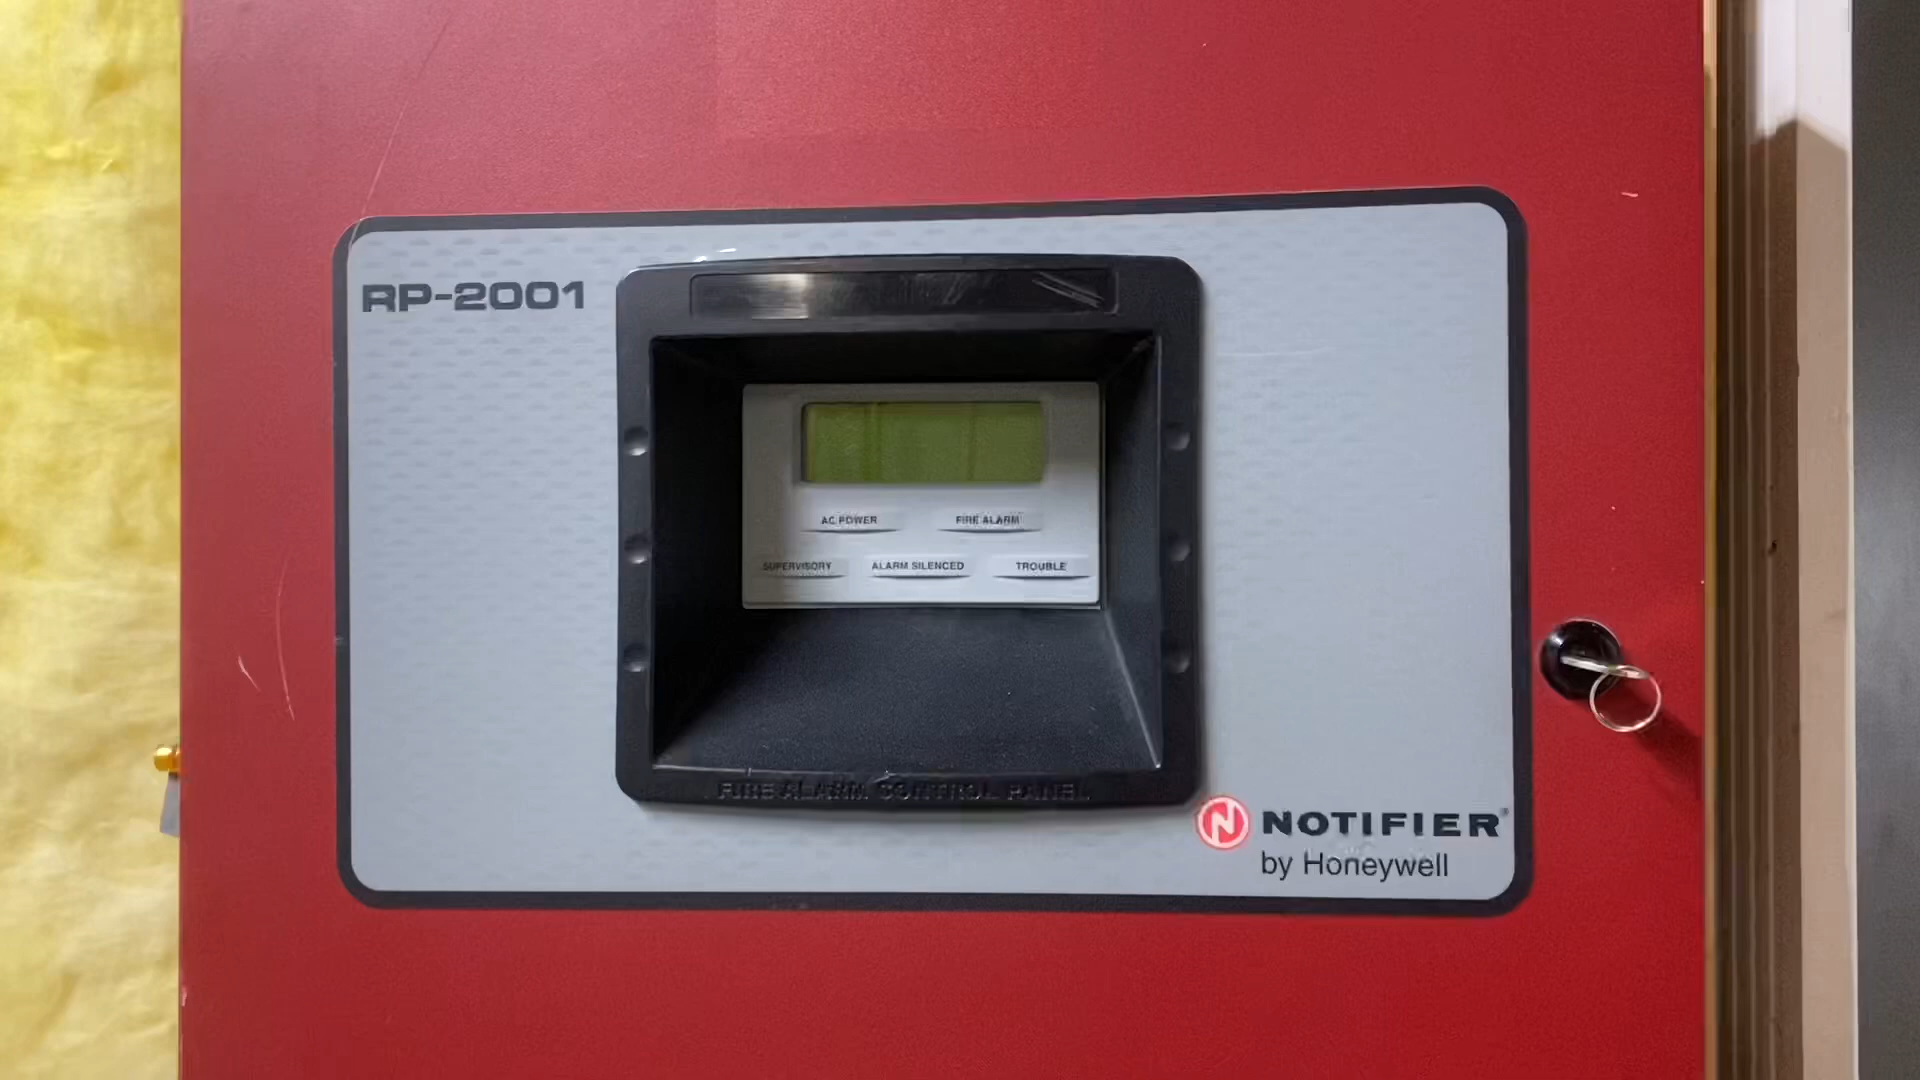 RP-2001
AC POWER
FIRE ALARM
SUPERVISORY
ALARM SILENCED
TROUBLE
FIRE ALARM CONTROL PANEL
N NOTIFIER®
by Honeywell